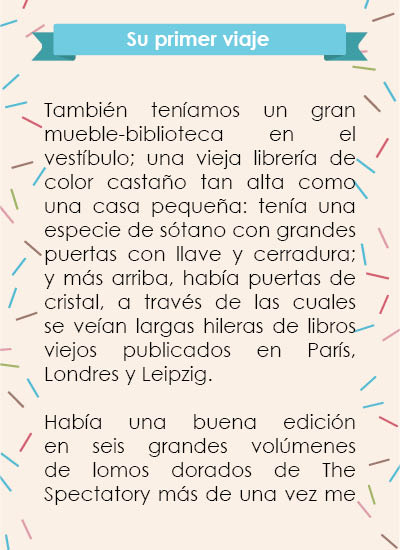 Su primer viaje
También teníamos un gran
mueble-biblioteca en el
vestíbulo; una vieja librería de
color castaño tan alta como
una casa pequeña: tenía una
especie de sótano con grandes
puertas con llave y cerradura;
y más arriba, había puertas de
cristal, a través de las cuales
se veían largas hileras de libros
viejos publicados en París,
Londres y Leipzig.
Había una buena edición
en seis grandes volúmenes
de lomos dorados de The
Spectatory más de una vez me